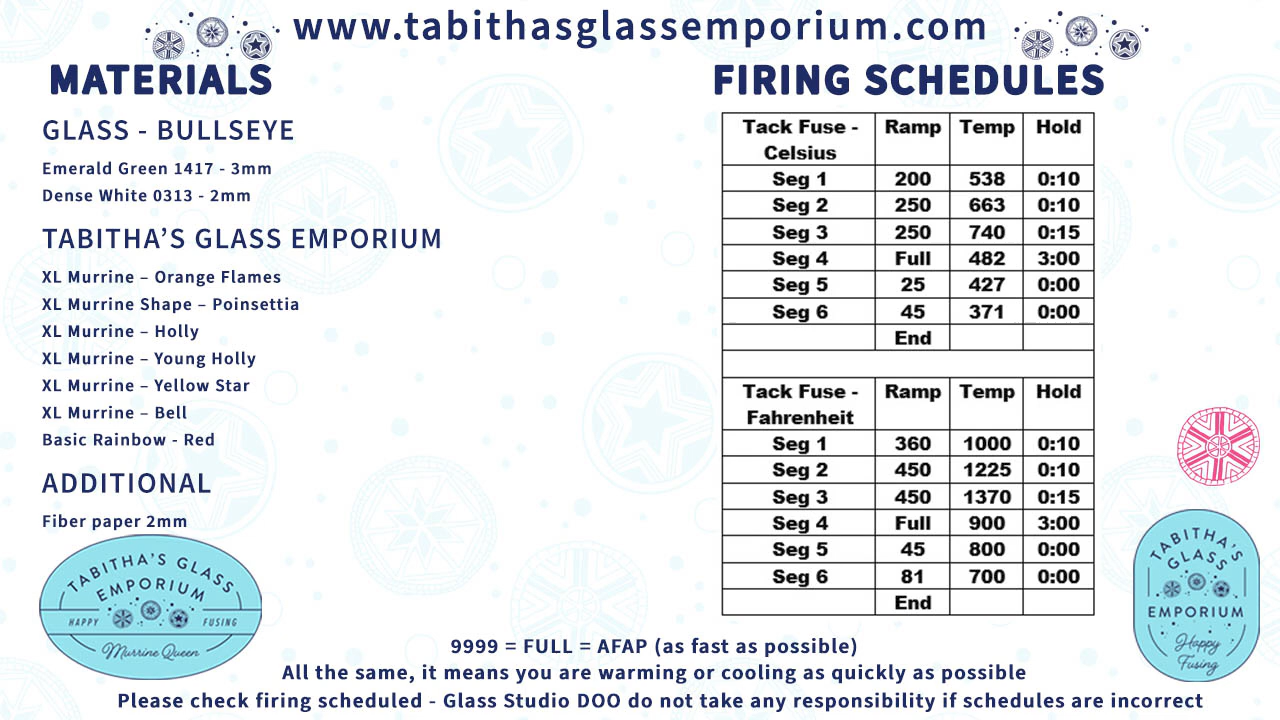 www.tabithasglassemporium.com
MATERIALS
GLASS - BULLSEYE
Emerald Green 1417 - 3mm
Dense White 0313 - 2mm
TABITHA'S GLASS EMPORIUM
XL Murrine – Orange Flames
XL Murrine Shape – Poinsettia
XL Murrine – Holly
XL Murrine – Young Holly
XL Murrine – Yellow Star
XL Murrine – Bell
Basic Rainbow - Red
ADDITIONAL
Fiber paper 2mm
TABITHA'S GLASS
EMPORIUM
HAPPY FUSING
Murrine Queen
FIRING SCHEDULES
Tack Fuse - Ramp Temp Hold
Celsius
Seg 1 200 538 0:10
Seg 2 250 663 0:10
Seg 3 250 740 0:15
Seg 4 Full 482 3:00
Seg 5 25 427 0:00
Seg 6 45 371 0:00
End
Tack Fuse - Ramp Temp Hold
Fahrenheit
Seg 1 360 1000 0:10
Seg 2 450 1225 0:10
Seg 3 450 1370 0:15
Seg 4 Full 900 3:00
Seg 5 45 800 0:00
Seg 6 81 700 0:00
End
TABITHA'S
GLASS
EMPORIUM
Happy
Fusing
9999 = FULL = AFAP (as fast as possible)
All the same, it means you are warming or cooling as quickly as possible
Please check firing scheduled - Glass Studio DOO do not take any responsibility if schedules are incorrect